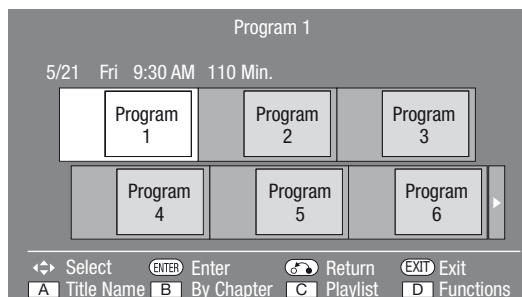 Program 1
5/21 Fri 9:30 AM 110 Min.
Program 1
Program 2
Program 3
Program 4
Program 5
Program 6
Select ENTER Enter Return EXIT Exit
A Title Name B By Chapter C Playlist D Functions